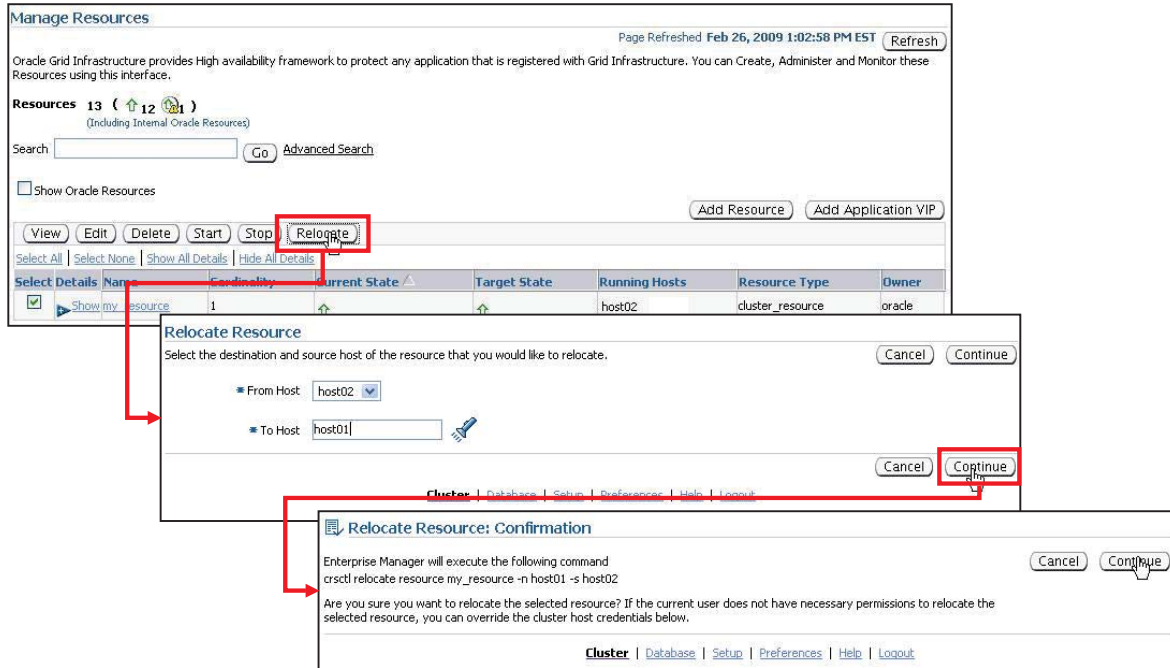 Manage Resources
Page Refreshed Feb 26, 2009 1:02:58 PM EST Refresh
Oracle Grid Infrastructure provides High availability framework to protect any application that is registered with Grid Infrastructure. You can Create, Administer and Monitor these
Resources using this interface.
Resources 13 ( 12 1 )
(Including Internal Oracle Resources)
Search Go Advanced Search
Show Oracle Resources
Add Resource Add Application VIP
View Edit Delete Start Stop Relocate
Select All | Select None | Show All Details | Hide All Details
Select Details Name Cardinality Current State Target State Running Hosts Resource Type Owner
Show my_resource 1 host02 cluster_resource oracle
Relocate Resource
Select the destination and source host of the resource that you would like to relocate. Cancel Continue
* From Host host02
* To Host host01
Cancel Continue
Cluster | Database | Setup | Preferences | Help | Logout
Relocate Resource: Confirmation
Enterprise Manager will execute the following command Cancel Continue
crsctl relocate resource my_resource -n host01 -s host02
Are you sure you want to relocate the selected resource? If the current user does not have necessary permissions to relocate the
selected resource, you can override the cluster host credentials below.
Cluster | Database | Setup | Preferences | Help | Logout